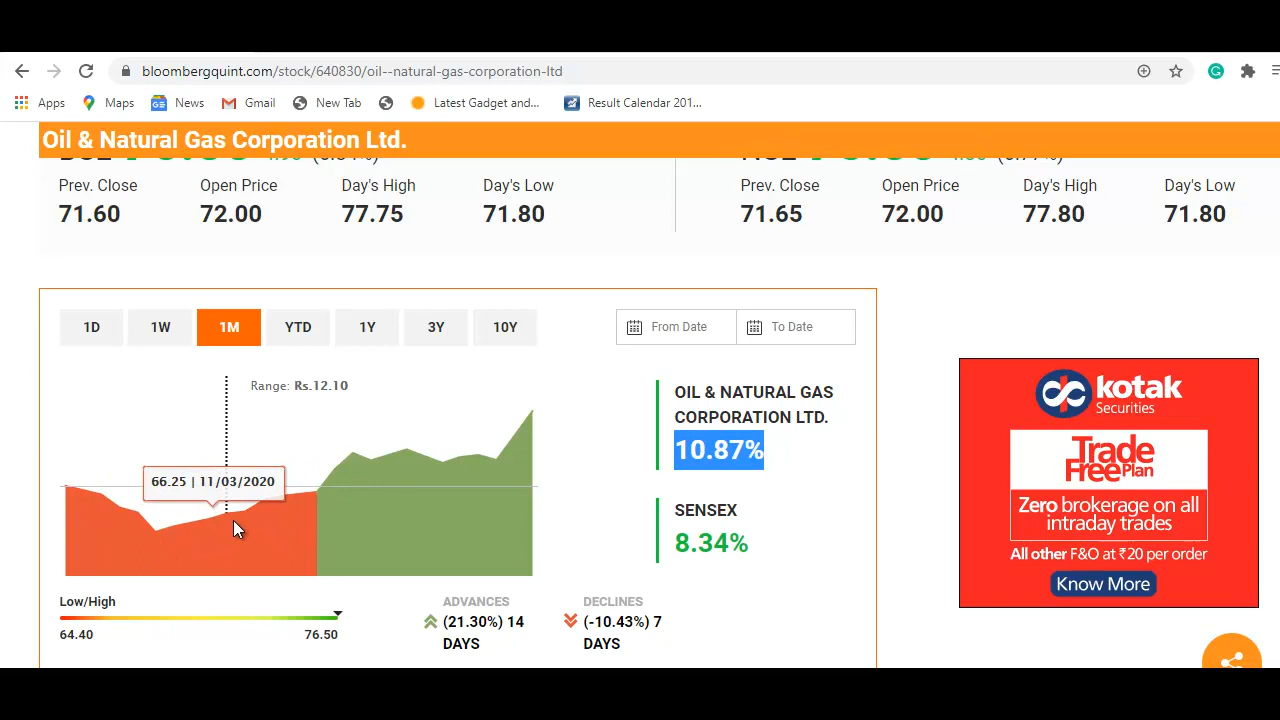 bloombergquint.com/stock/640830/oil--natural-gas-corporation-ltd
Apps Maps News Gmail New Tab Latest Gadget and... Result Calendar 201...
Oil & Natural Gas Corporation Ltd.
Prev. Close Open Price Day's High Day's Low
71.60 72.00 77.75 71.80
Prev. Close Open Price Day's High Day's Low
71.65 72.00 77.80 71.80
1D 1W 1M YTD 1Y 3Y 10Y
From Date To Date
Range: Rs.12.10
66.25 | 11/03/2020
OIL & NATURAL GAS
CORPORATION LTD.
10.87%
SENSEX
8.34%
Low/High
64.40 76.50
ADVANCES
(21.30%) 14
DAYS
DECLINES
(-10.43%) 7
DAYS
kotak
Securities
Trade
Free Plan
Zero brokerage on all
intraday trades
All other F&O at ₹20 per order
Know More